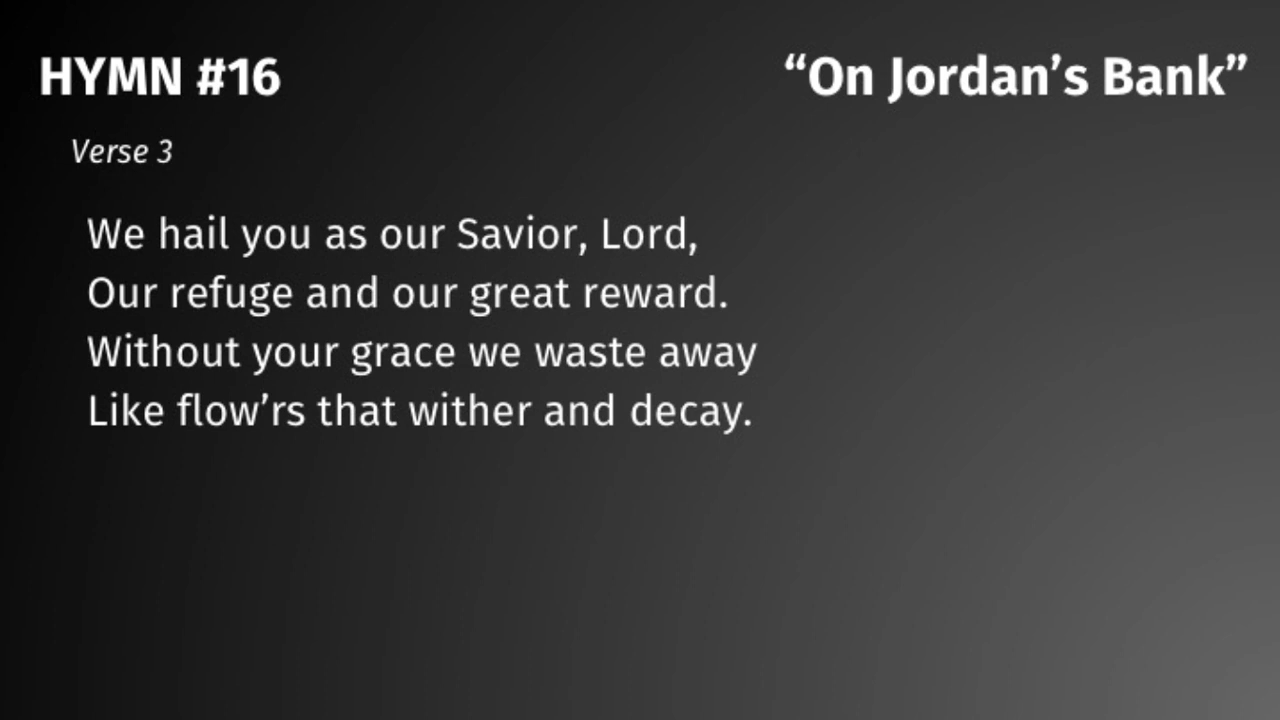 HYMN #16
“On Jordan’s Bank”
Verse 3
We hail you as our Savior, Lord,
Our refuge and our great reward.
Without your grace we waste away
Like flow’rs that wither and decay.